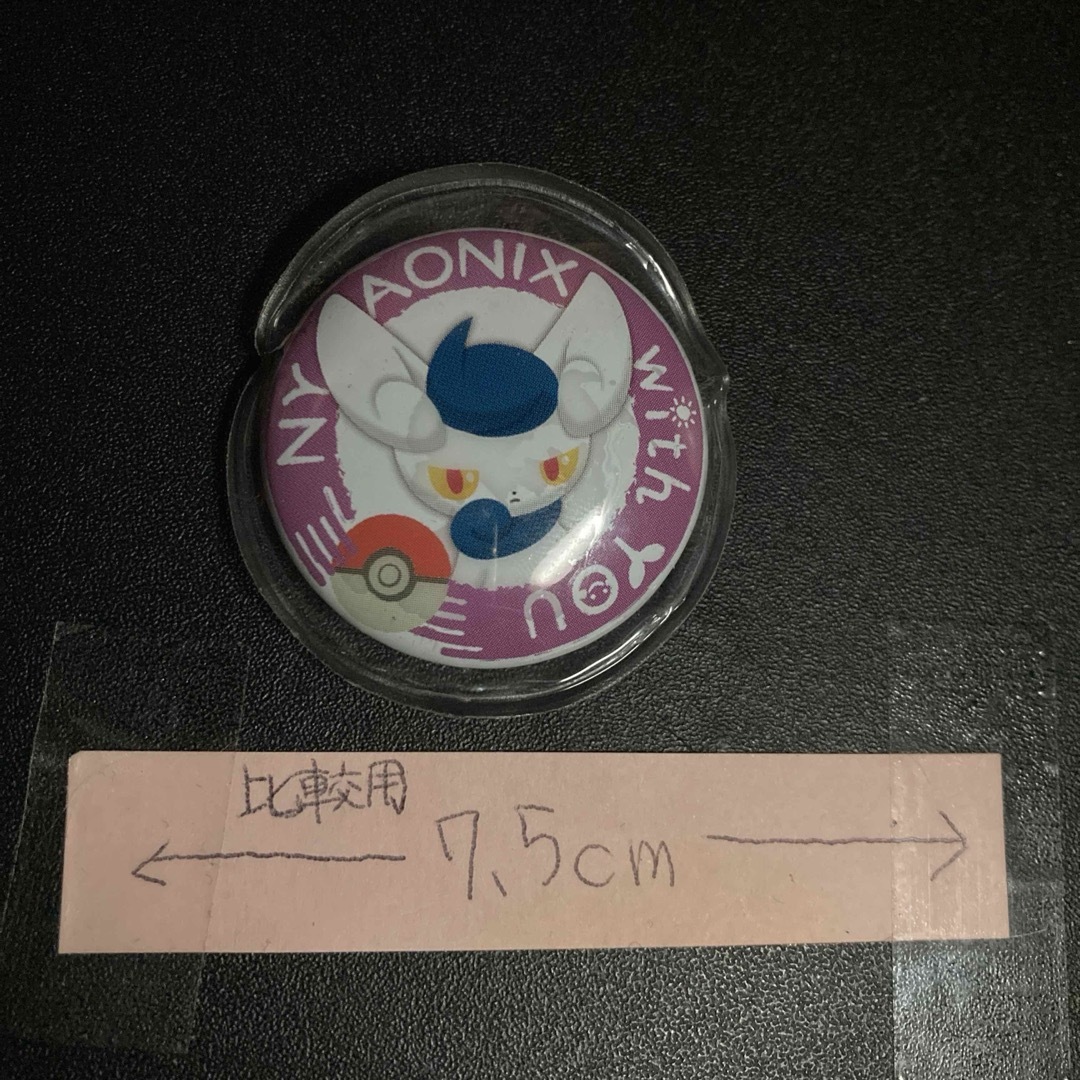 NYAONIX
with YOU
比較用
7.5cm